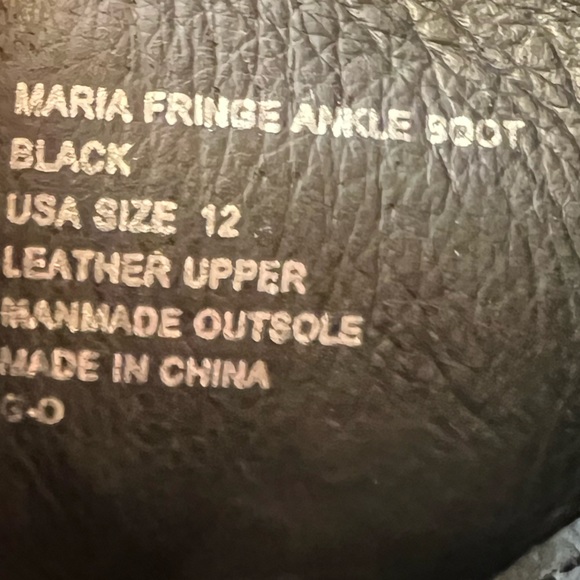 MARIA FRINGE ANKLE BOOT
BLACK
USA SIZE 12
LEATHER UPPER
MANMADE OUTSOLE
MADE IN CHINA
G-O